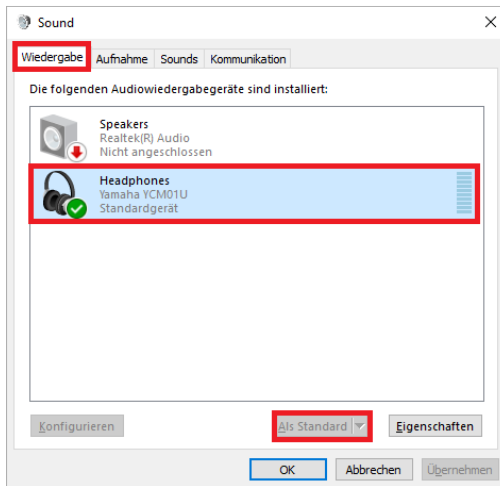 Sound
Wiedergabe Aufnahme Sounds Kommunikation
Die folgenden Audiowiedergabegeräte sind installiert:
Speakers
Realtek(R) Audio
Nicht angeschlossen
Headphones
Yamaha YCM01U
Standardgerät
Konfigurieren Als Standard Eigenschaften
OK Abbrechen Übernehmen